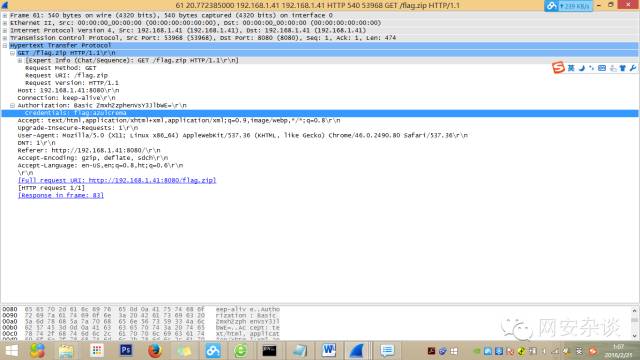 61 20.772385000 192.168.1.41 192.168.1.41 HTTP 540 53968 GET /flag.zip HTTP/1.1
239 KB/s
Frame 61: 540 bytes on wire (4320 bits), 540 bytes captured (4320 bits) on interface 0
Ethernet II, Src: 00:00:00_00:00:00 (00:00:00:00:00:00), Dst: 00:00:00_00:00:00 (00:00:00:00:00:00)
Internet Protocol Version 4, Src: 192.168.1.41 (192.168.1.41), Dst: 192.168.1.41 (192.168.1.41)
Transmission Control Protocol, Src Port: 53968 (53968), Dst Port: 8080 (8080), Seq: 1, Ack: 1, Len: 474
Hypertext Transfer Protocol
GET /flag.zip HTTP/1.1\r\n
[Expert Info (Chat/Sequence): GET /flag.zip HTTP/1.1\r\n]
Request Method: GET
Request URI: /flag.zip
Request Version: HTTP/1.1
Host: 192.168.1.41:8080\r\n
Connection: keep-alive\r\n
Authorization: Basic ZmxhZzphenVsY3JlbWE=\r\n
Credentials: flag:azulcrema
Accept: text/html,application/xhtml+xml,application/xml;q=0.9,image/webp,*/*;q=0.8\r\n
Upgrade-Insecure-Requests: 1\r\n
User-Agent: Mozilla/5.0 (X11; Linux x86_64) AppleWebKit/537.36 (KHTML, like Gecko) Chrome/46.0.2490.80 Safari/537.36\r\n
DNT: 1\r\n
Referer: http://192.168.1.41:8080/\r\n
Accept-Encoding: gzip, deflate, sdch\r\n
Accept-Language: en-US,en;q=0.8,ht;q=0.6\r\n
\r\n
[Full request URI: http://192.168.1.41:8080/flag.zip]
[HTTP request 1/1]
[Response in frame: 83]
英
0080 65 65 70 2d 61 6c 69 76 65 0d 0a 41 75 74 68 6f eep-aliv e..Autho
0090 72 69 7a 61 74 69 6f 6e 3a 20 42 61 73 69 63 20 rization : Basic
00a0 5a 6d 78 68 5a 7a 70 68 65 6e 56 73 59 33 4a 6c ZmxhZzph enVsY3Jl
00b0 62 57 45 3d 0d 0a 41 63 63 65 70 74 3a 20 74 65 bWE=..Ac cept: te
00c0 78 74 2f 68 74 6d 6c 2c 61 70 70 6c 69 63 61 74 xt/html, applicat
网安杂谈
1:07
2016/2/21